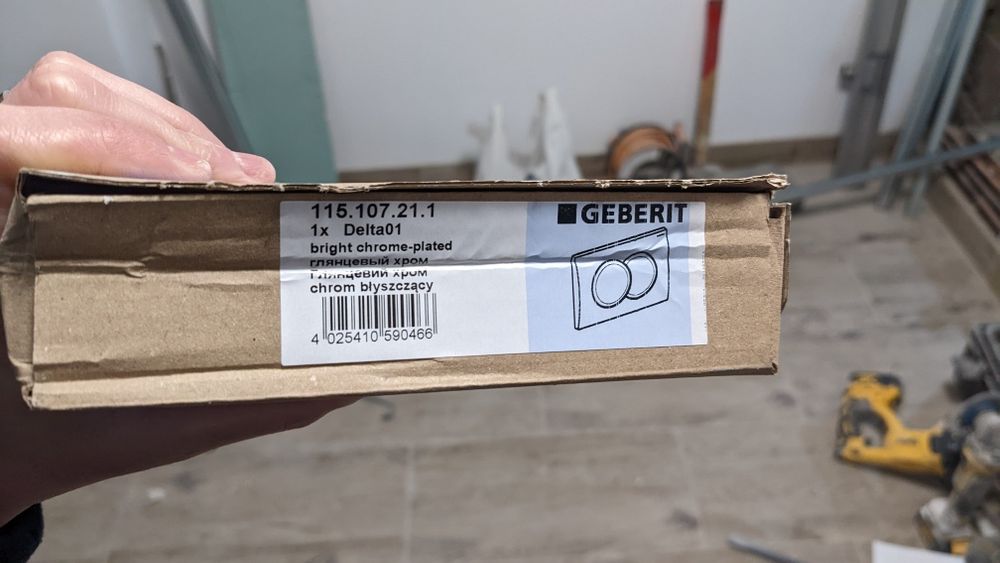 115.107.21.1
1x Delta01
bright chrome-plated
глянцевый хром
глянцевий хром
chrom błyszczący
4 025410 590466
GEBERIT